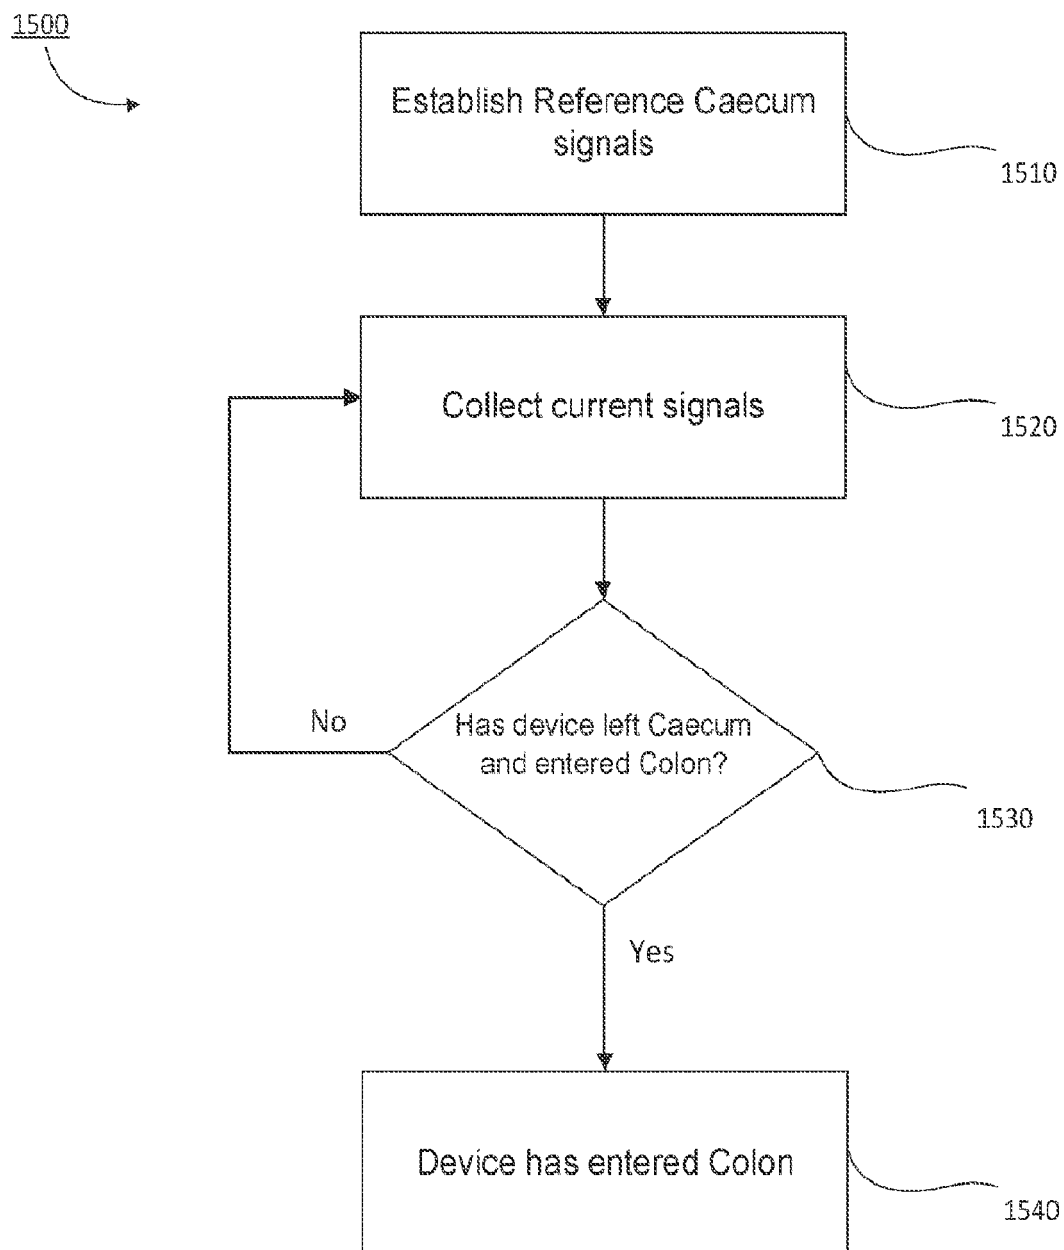 1500
Establish Reference Caecum
signals
1510
Collect current signals
1520
No
Has device left Caecum
and entered Colon?
1530
Yes
Device has entered Colon
1540